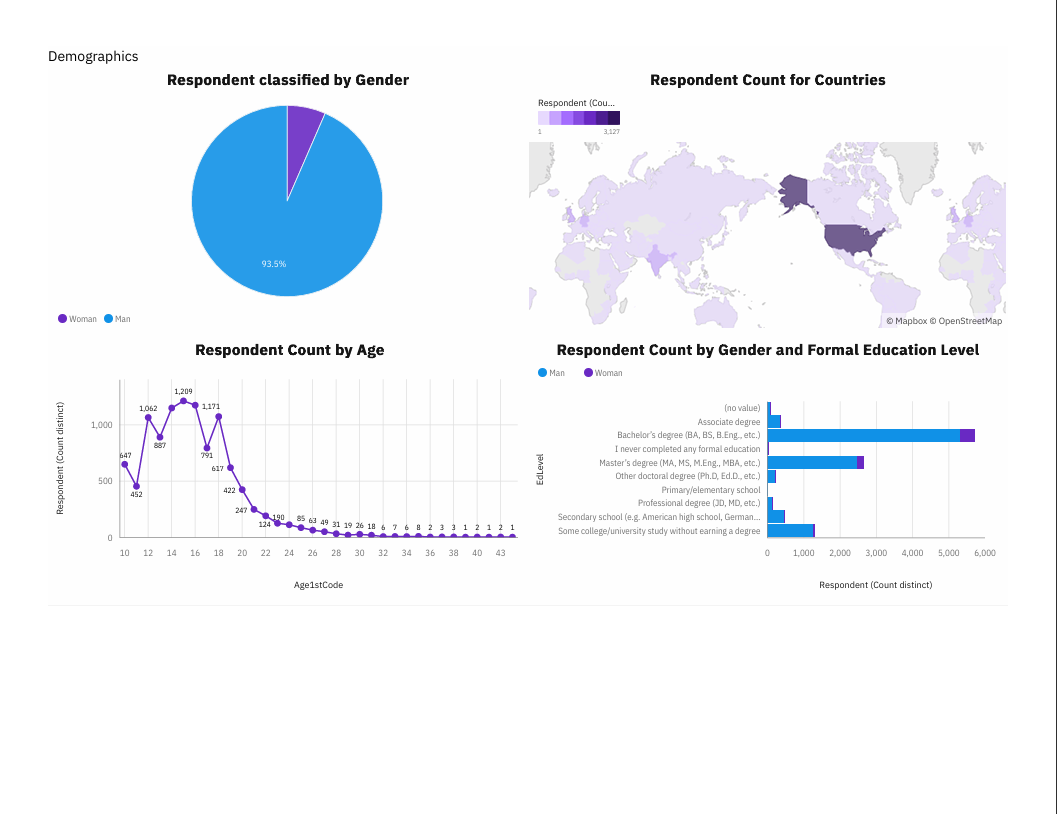 Demographics
Respondent classified by Gender
93.5%
Woman Man
Respondent Count for Countries
Respondent (Cou...
1 3,127
© Mapbox © OpenStreetMap
Respondent Count by Age
Respondent (Count distinct)
1,000
500
0
647
452
1,062
887
1,209
1,171
791
617
422
247
124
190
85 63 49 31 19 26 18 6 7 6 8 2 3 3 1 2 1 2 1
10 12 14 16 18 20 22 24 26 28 30 32 34 36 38 40 43
Age1stCode
Respondent Count by Gender and Formal Education Level
Man Woman
EdLevel
(no value)
Associate degree
Bachelor's degree (BA, BS, B.Eng., etc.)
I never completed any formal education
Master's degree (MA, MS, M.Eng., MBA, etc.)
Other doctoral degree (Ph.D, Ed.D., etc.)
Primary/elementary school
Professional degree (JD, MD, etc.)
Secondary school (e.g. American high school, German...
Some college/university study without earning a degree
0 1,000 2,000 3,000 4,000 5,000 6,000
Respondent (Count distinct)